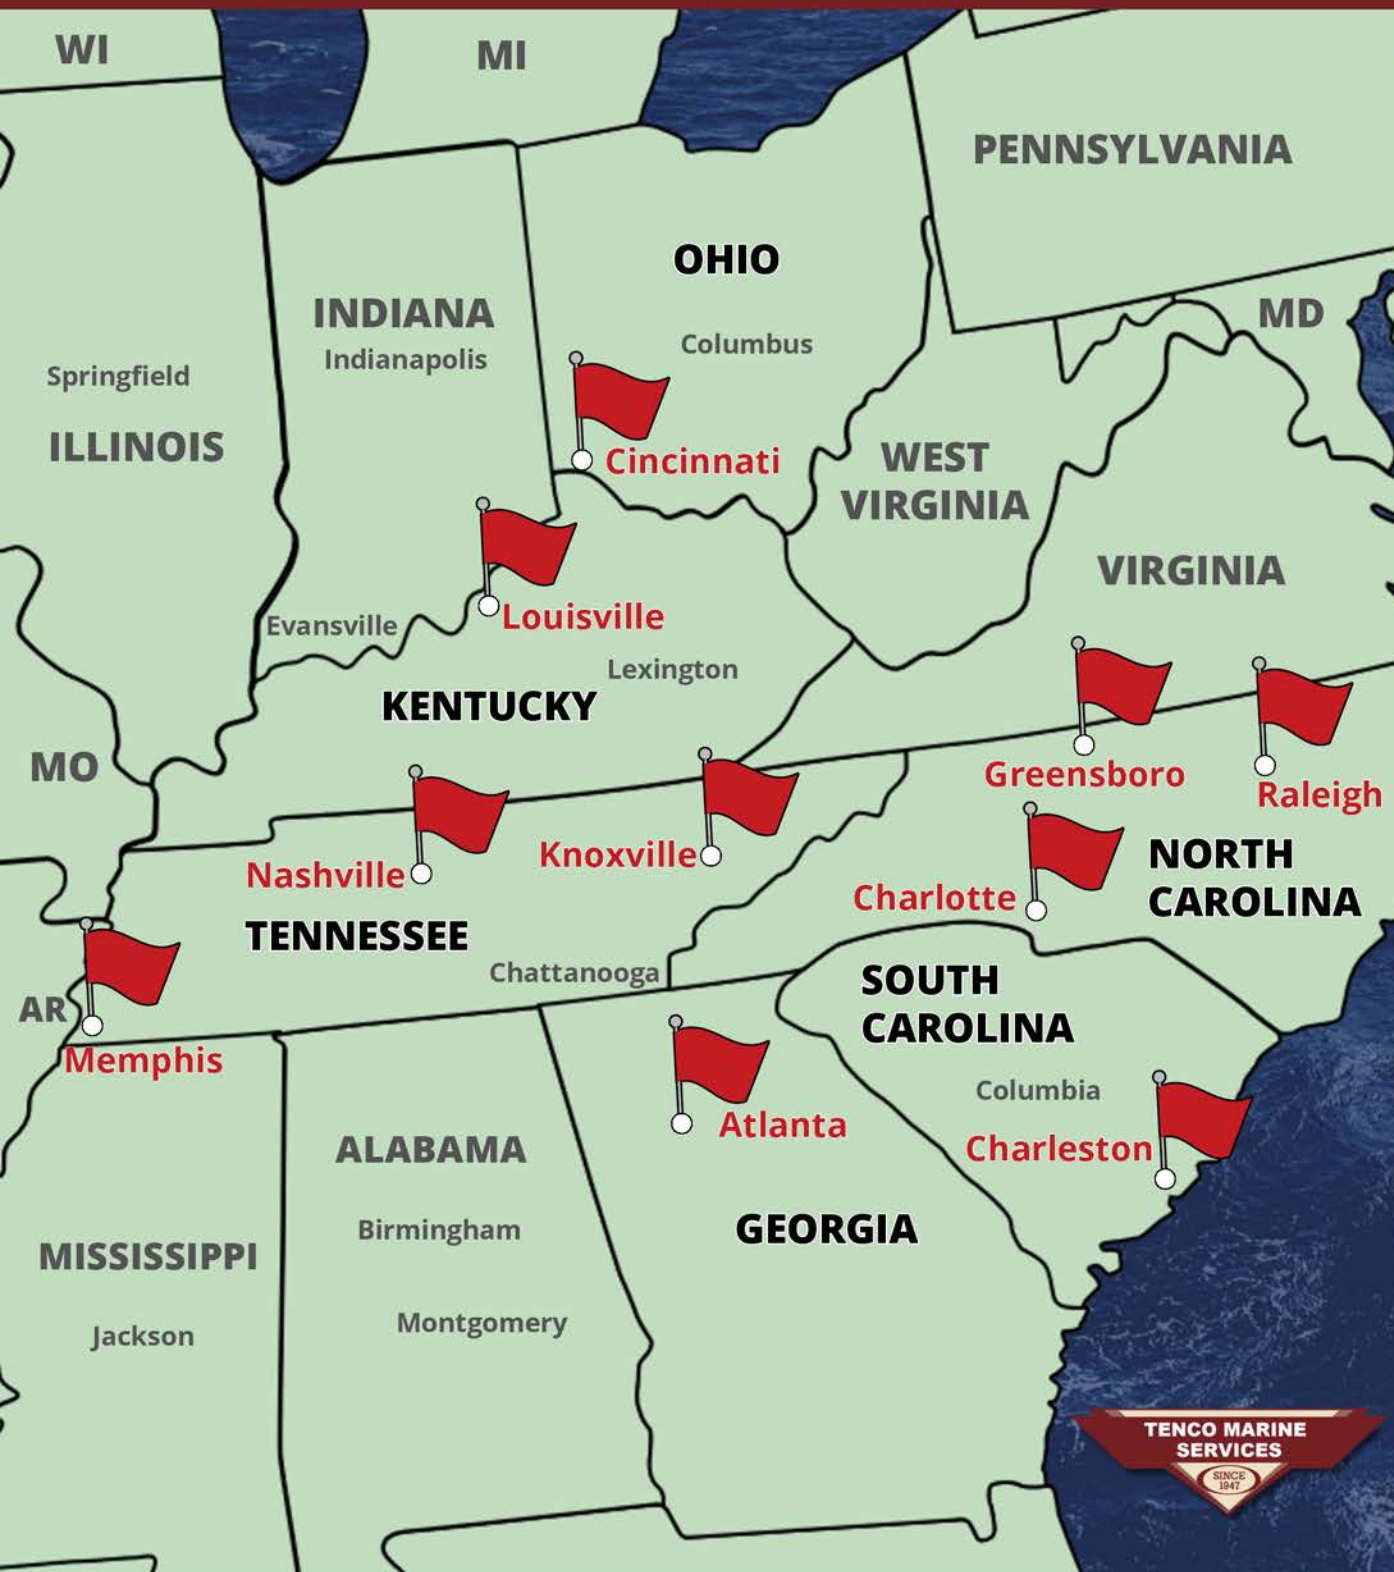 WI
MI
PENNSYLVANIA
OHIO
INDIANA
MD
Columbus
Indianapolis
Springfield
ILLINOIS
Cincinnati
WEST
VIRGINIA
VIRGINIA
Louisville
Evansville
Lexington
KENTUCKY
MO
Greensboro
Raleigh
Nashville
Knoxville
NORTH
CAROLINA
Charlotte
TENNESSEE
Chattanooga
SOUTH
CAROLINA
AR
Memphis
Columbia
Atlanta
Charleston
ALABAMA
Birmingham
GEORGIA
MISSISSIPPI
Montgomery
Jackson
TENCO MARINE
SERVICES
SINCE
1947